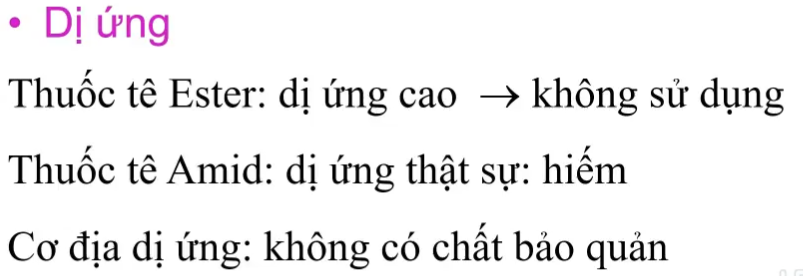 • Dị ứng
Thuốc tê Ester: dị ứng cao → không sử dụng
Thuốc tê Amid: dị ứng thật sự: hiếm
Cơ địa dị ứng: không có chất bảo quản